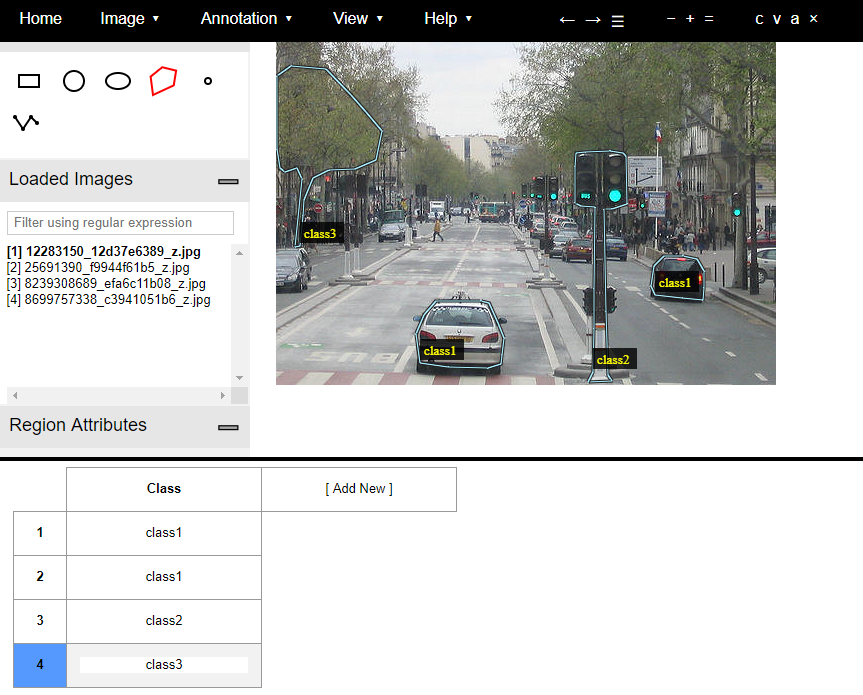 Home Image ▼ Annotation ▼ View ▼ Help ▼ ← → ☰ − + = c v a ×
Loaded Images
Filter using regular expression
[1] 12283150_12d37e6389_z.jpg
[2] 25691390_f9944f61b5_z.jpg
[3] 8239308689_efa6c11b08_z.jpg
[4] 8699757338_c3941051b6_z.jpg
Region Attributes
BUS
class3
class1
class1
class2
BUS
Class [ Add New ]
1 class1
2 class1
3 class2
4 class3